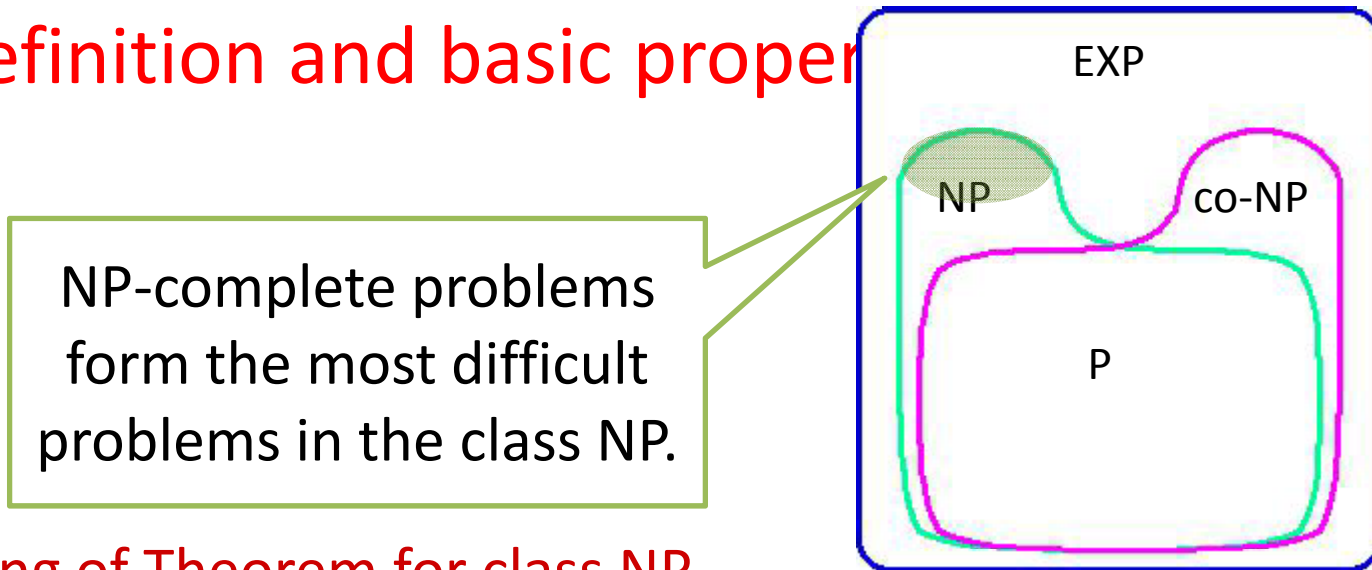 efinition and basic proper
EXP
NP
co-NP
NP-complete problems
form the most difficult
problems in the class NP.
P
ng of Theorem for class NP